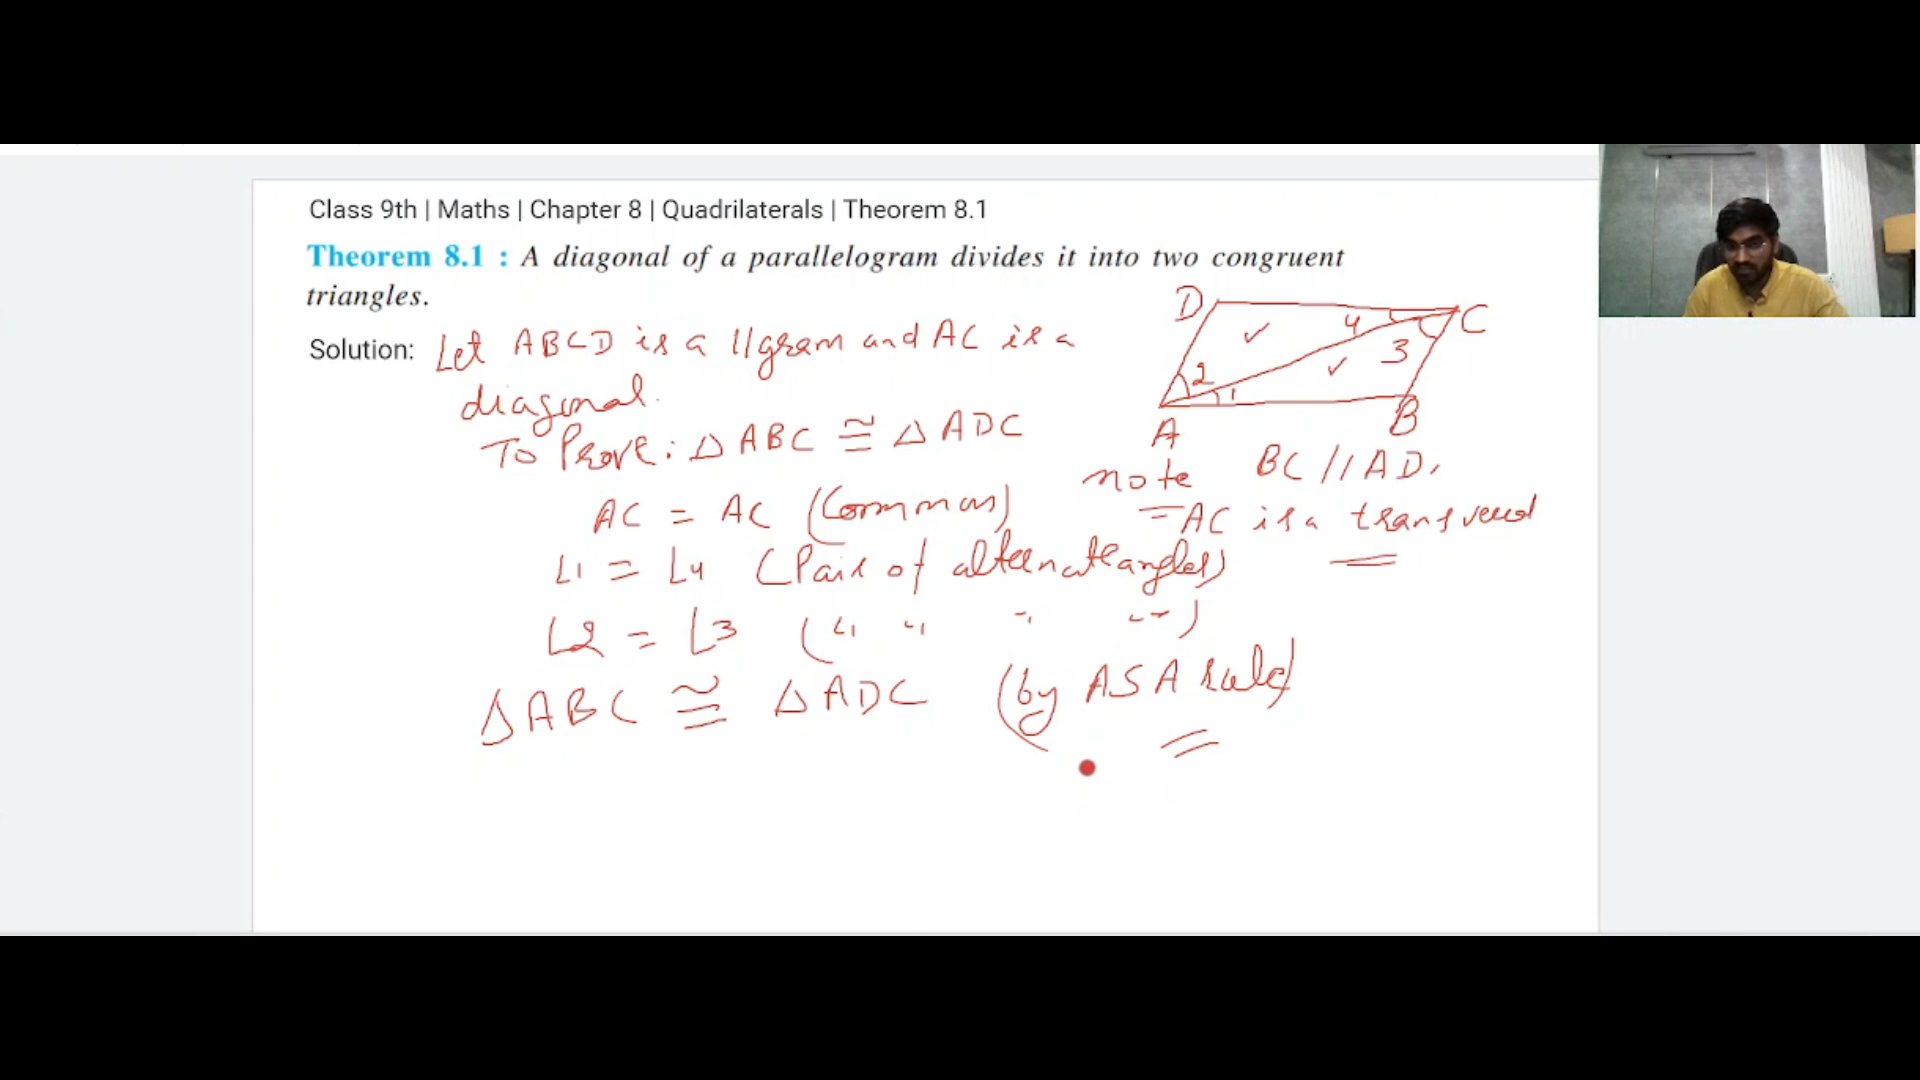 Class 9th | Maths | Chapter 8 | Quadrilaterals | Theorem 8.1
Theorem 8.1 : A diagonal of a parallelogram divides it into two congruent
triangles.
Solution: Let ABCD is a ||gram and AC is a
diagonal.
To Prove: △ ABC ≅ △ ADC
AC = AC (Common)
∠1 = ∠4 (Pair of alternate angles)
∠2 = ∠3 (" " " ")
△ABC ≅ △ADC (by ASA rule)
D C
4
3
2 1
A B
note BC // AD,
AC is a transversal